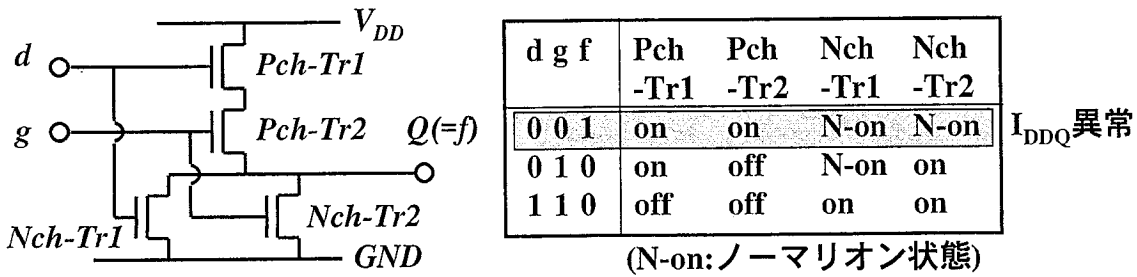 V_DD
d
Pch-Tr1
g
Pch-Tr2
Q(=f)
Nch-Tr1
Nch-Tr2
GND
d g f Pch-Tr1 Pch-Tr2 Nch-Tr1 Nch-Tr2
0 0 1 on on N-on N-on I_DDQ異常
0 1 0 on off N-on on
1 1 0 off off on on
(N-on:ノーマリオン状態)